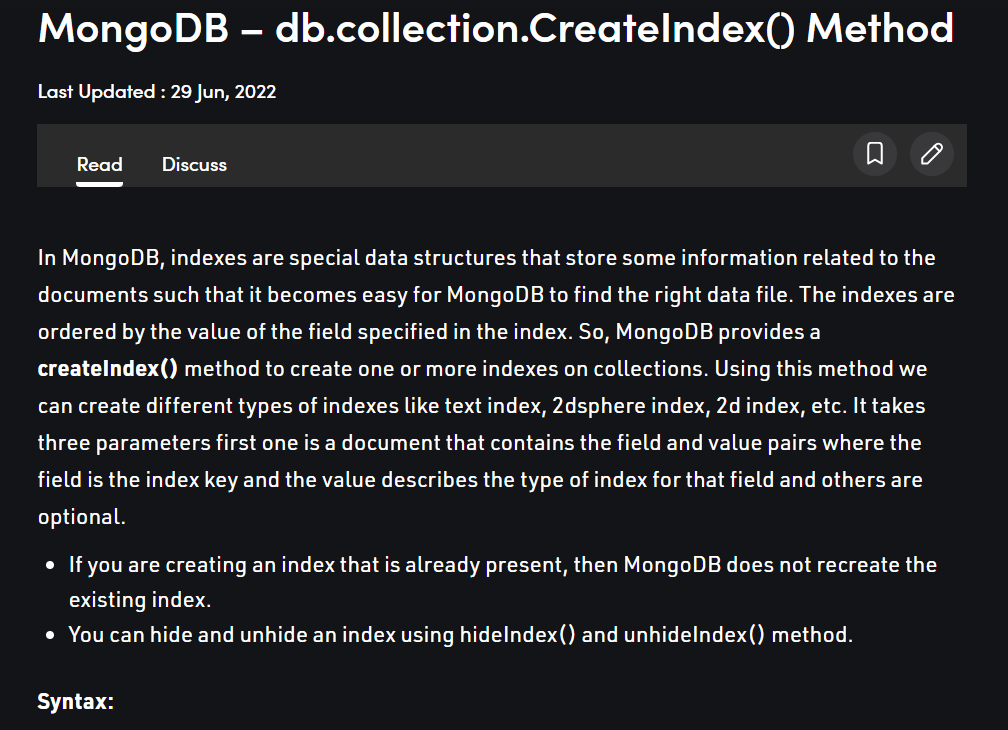 MongoDB – db.collection.CreateIndex() Method
Last Updated : 29 Jun, 2022
Read Discuss
In MongoDB, indexes are special data structures that store some information related to the
documents such that it becomes easy for MongoDB to find the right data file. The indexes are
ordered by the value of the field specified in the index. So, MongoDB provides a
createIndex() method to create one or more indexes on collections. Using this method we
can create different types of indexes like text index, 2dsphere index, 2d index, etc. It takes
three parameters first one is a document that contains the field and value pairs where the
field is the index key and the value describes the type of index for that field and others are
optional.
• If you are creating an index that is already present, then MongoDB does not recreate the
existing index.
• You can hide and unhide an index using hideIndex() and unhideIndex() method.
Syntax: